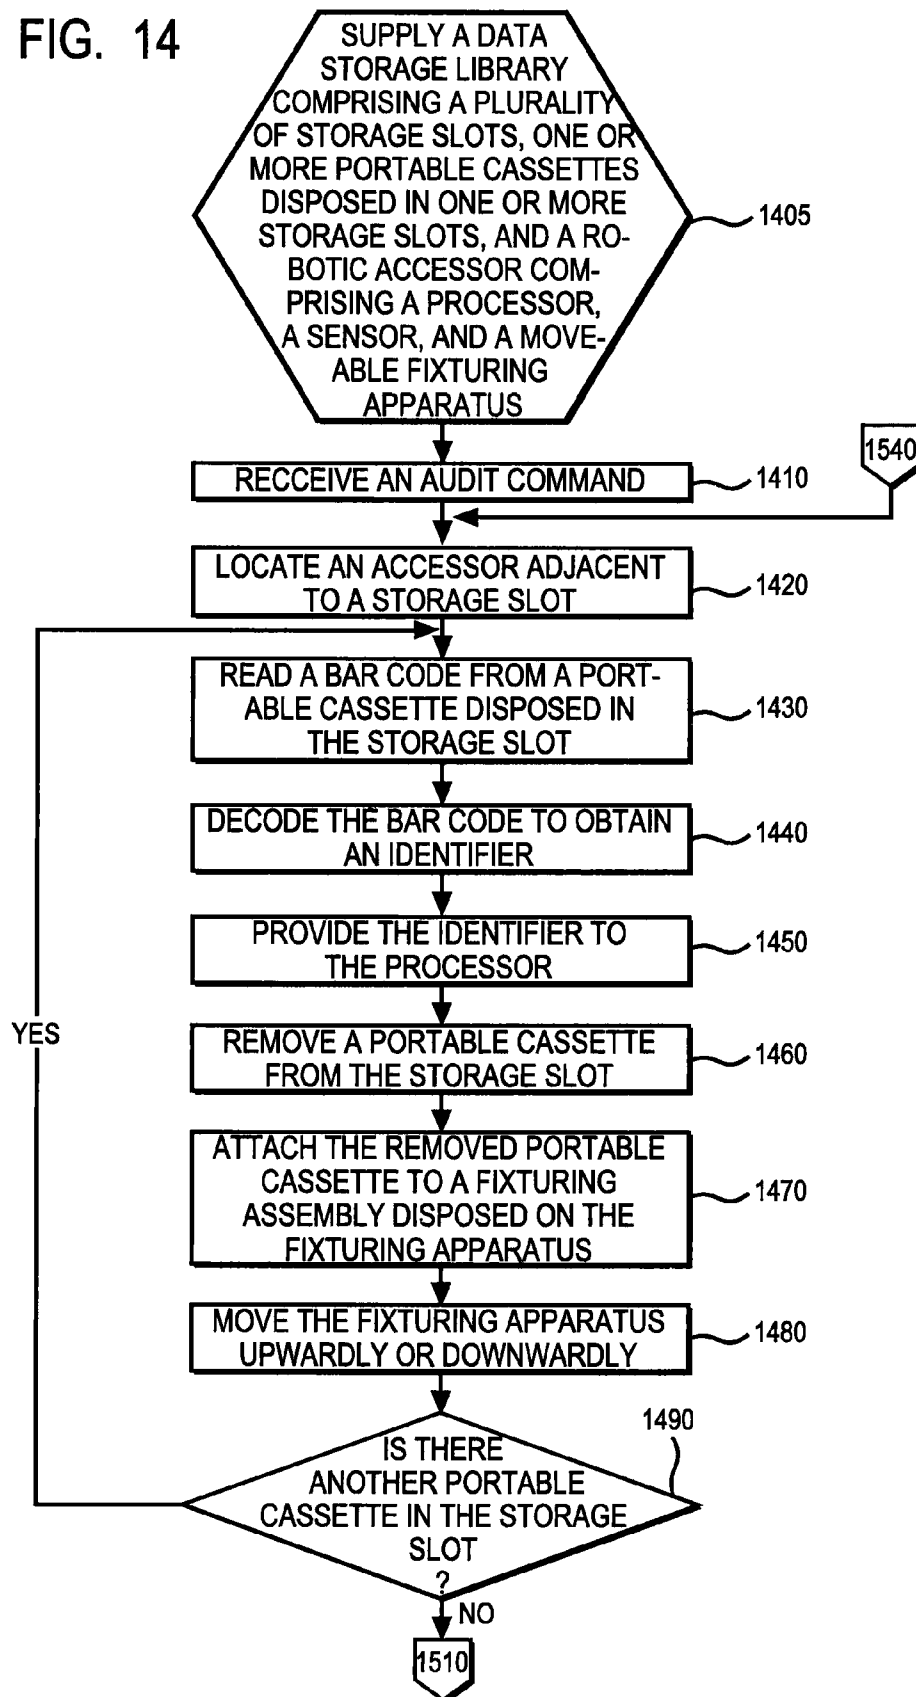 FIG. 14
SUPPLY A DATA
STORAGE LIBRARY
COMPRISING A PLURALITY
OF STORAGE SLOTS, ONE OR
MORE PORTABLE CASSETTES
DISPOSED IN ONE OR MORE
STORAGE SLOTS, AND A RO-
BOTIC ACCESSOR COM-
PRISING A PROCESSOR,
A SENSOR, AND A MOVE-
ABLE FIXTURING
APPARATUS
1405
1540
RECCEIVE AN AUDIT COMMAND
1410
LOCATE AN ACCESSOR ADJACENT
TO A STORAGE SLOT
1420
READ A BAR CODE FROM A PORT-
ABLE CASSETTE DISPOSED IN
THE STORAGE SLOT
1430
DECODE THE BAR CODE TO OBTAIN
AN IDENTIFIER
1440
PROVIDE THE IDENTIFIER TO
THE PROCESSOR
1450
YES
REMOVE A PORTABLE CASSETTE
FROM THE STORAGE SLOT
1460
ATTACH THE REMOVED PORTABLE
CASSETTE TO A FIXTURING
ASSEMBLY DISPOSED ON THE
FIXTURING APPARATUS
1470
MOVE THE FIXTURING APPARATUS
UPWARDLY OR DOWNWARDLY
1480
1490
IS THERE
ANOTHER PORTABLE
CASSETTE IN THE STORAGE
SLOT
?
NO
1510